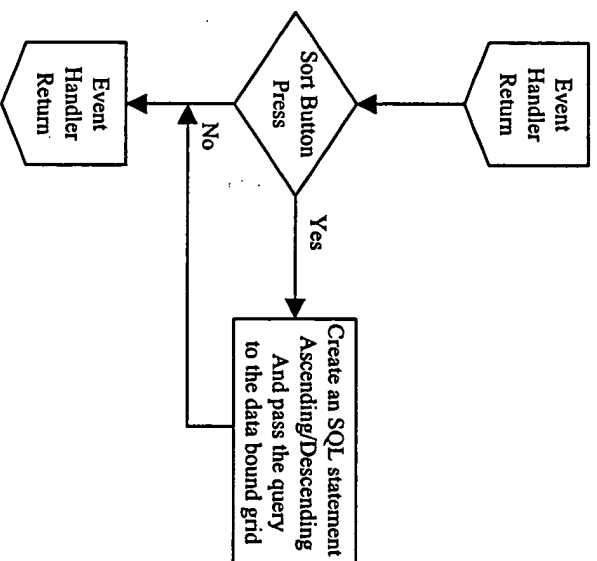 Event
Handler
Return
Sort Button
Press
Yes
Create an SQL statement
Ascending/Descending
And pass the query
to the data bound grid
No
Event
Handler
Return